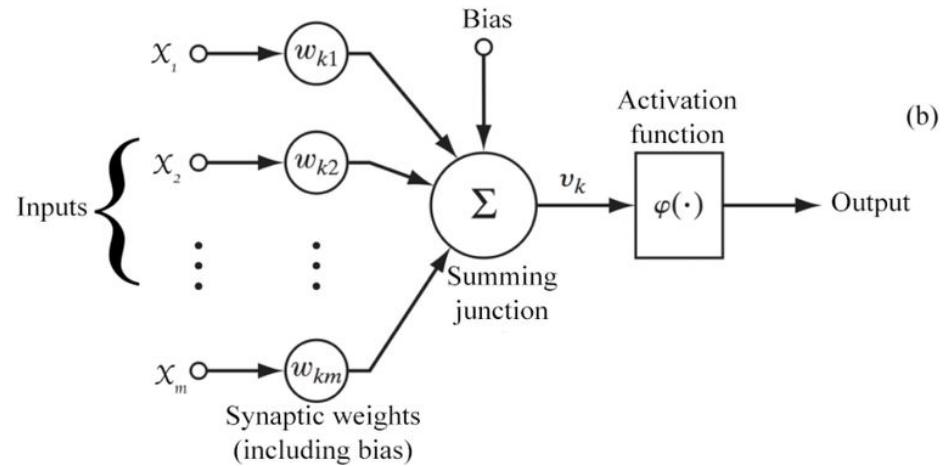 Bias
x₁
wₖ₁
Activation
function
(b)
Inputs
x₂
wₖ₂
Σ
vₖ
φ(·)
Output
Summing
junction
xₘ
wₖₘ
Synaptic weights
(including bias)